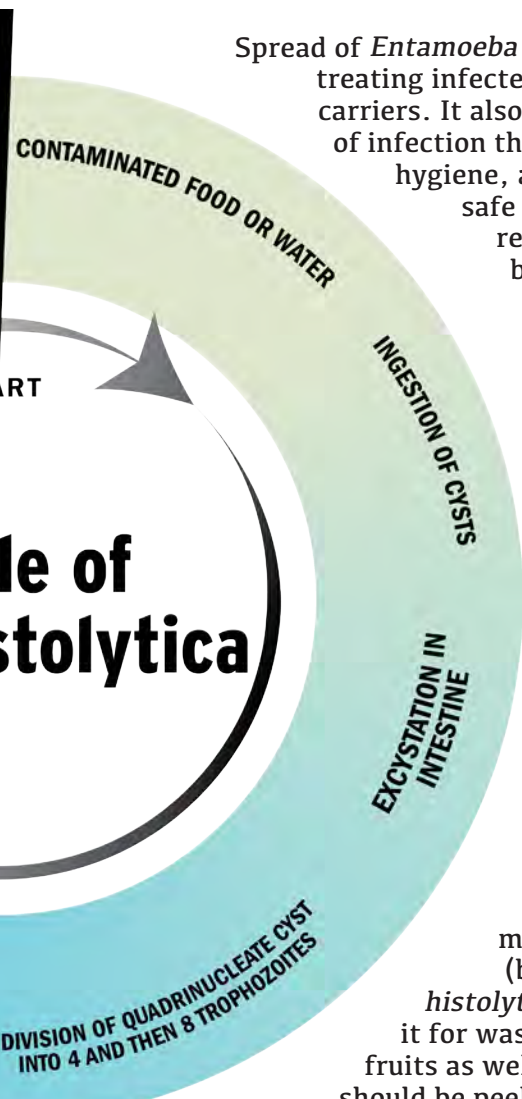 Spread of Entamoeba
treating infecte
carriers. It also
of infection th
hygiene, a
safe
re
b
CONTAMINATED FOOD OR WATER
INGESTION OF CYSTS
EXCYSTATION IN
INTESTINE
DIVISION OF QUADRINUCLEATE CYST
INTO 4 AND THEN 8 TROPHOZOITES
ART
le of
stolytica
m
(b
histolyt
it for was
fruits as wel
should be peel